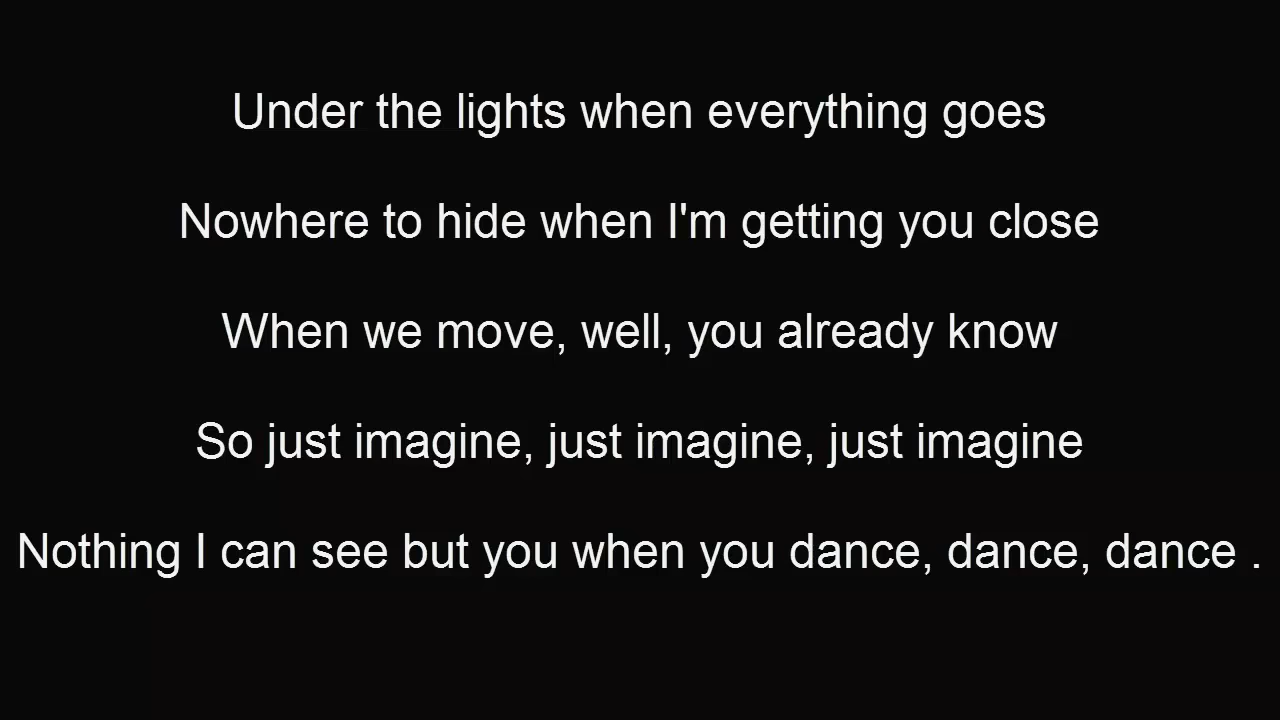 Under the lights when everything goes
Nowhere to hide when I'm getting you close
When we move, well, you already know
So just imagine, just imagine, just imagine
Nothing I can see but you when you dance, dance, dance .